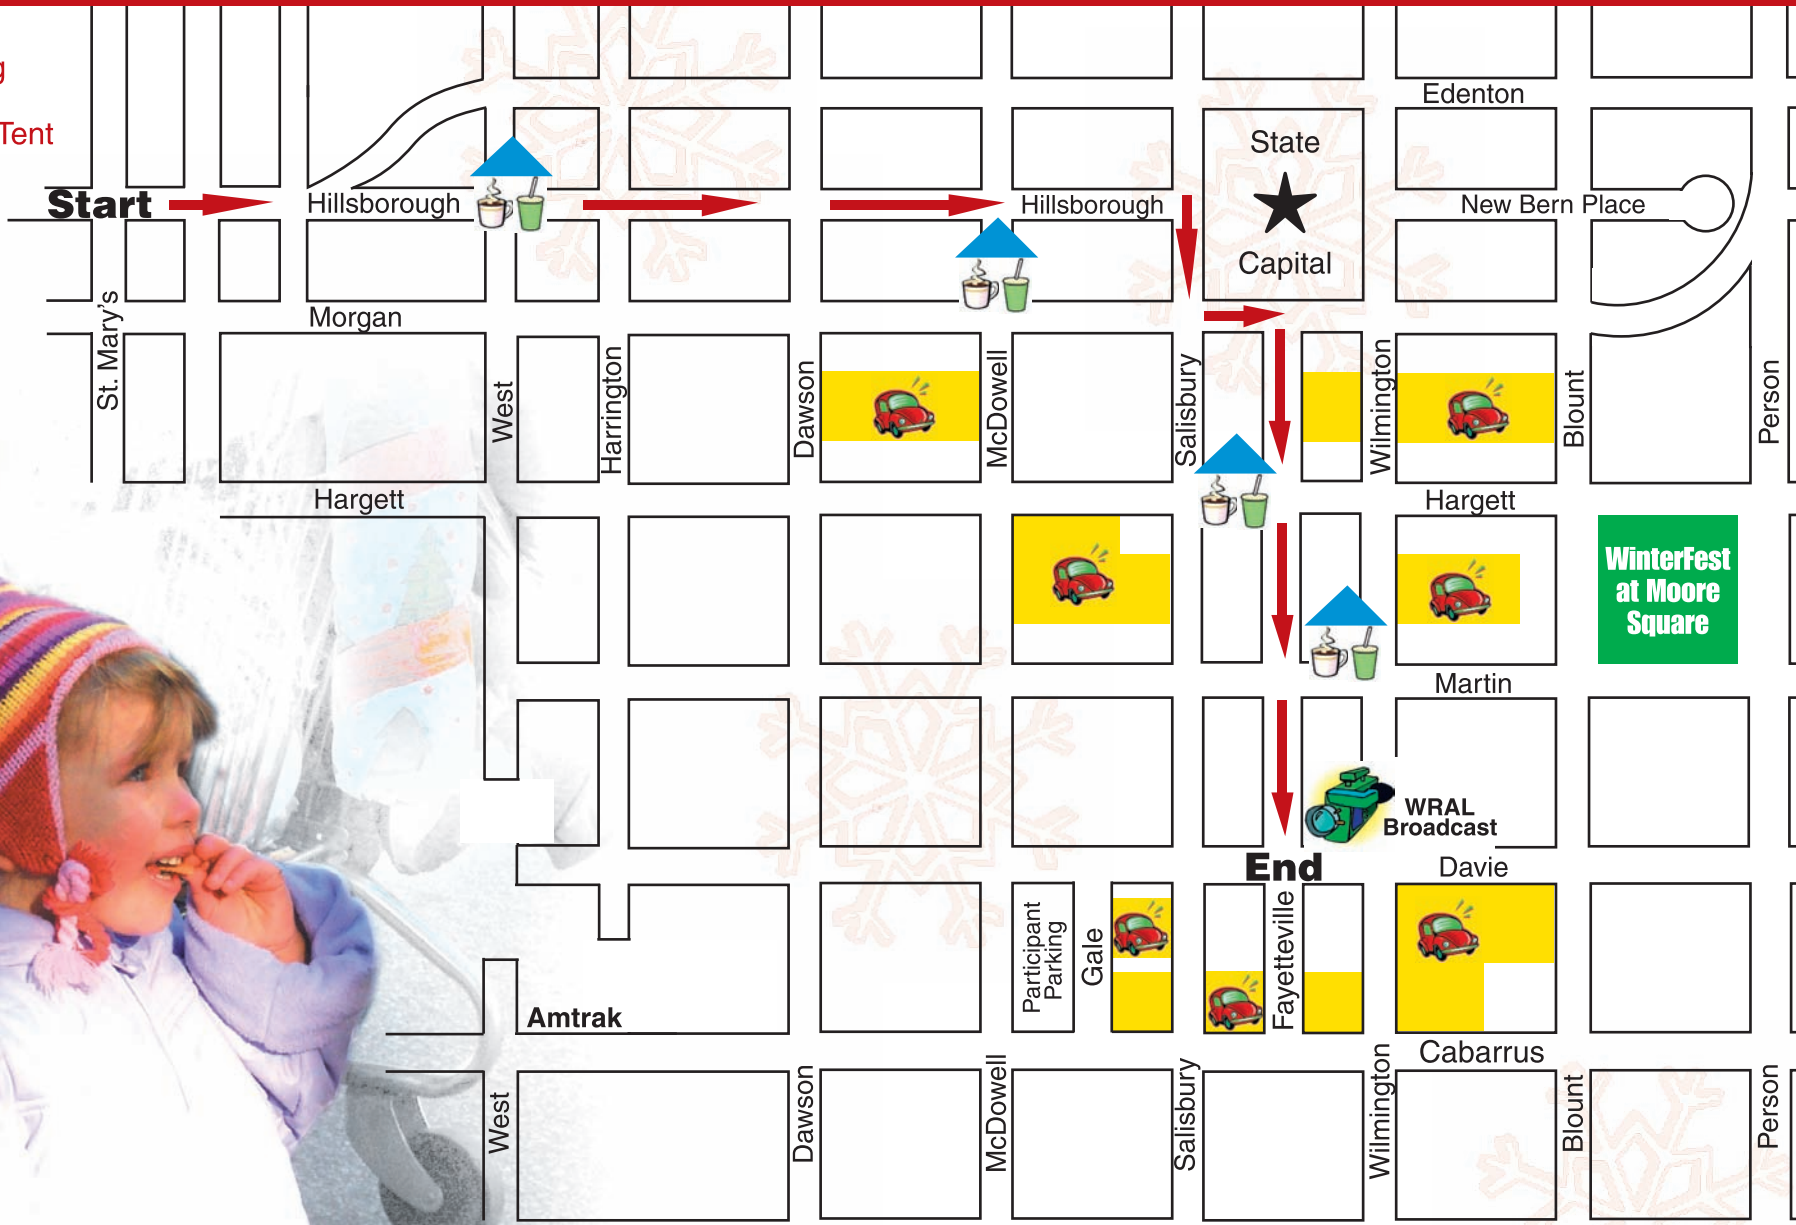 g
Tent
Edenton
State
Capital
Start
Hillsborough
Hillsborough
New Bern Place
Morgan
St. Mary's
West
Harrington
Dawson
McDowell
Salisbury
Wilmington
Blount
Person
Hargett
Hargett
WinterFest
at Moore
Square
Martin
WRAL
Broadcast
End
Davie
Participant
Parking
Gale
Fayetteville
Amtrak
Cabarrus
West
Dawson
McDowell
Salisbury
Wilmington
Blount
Person